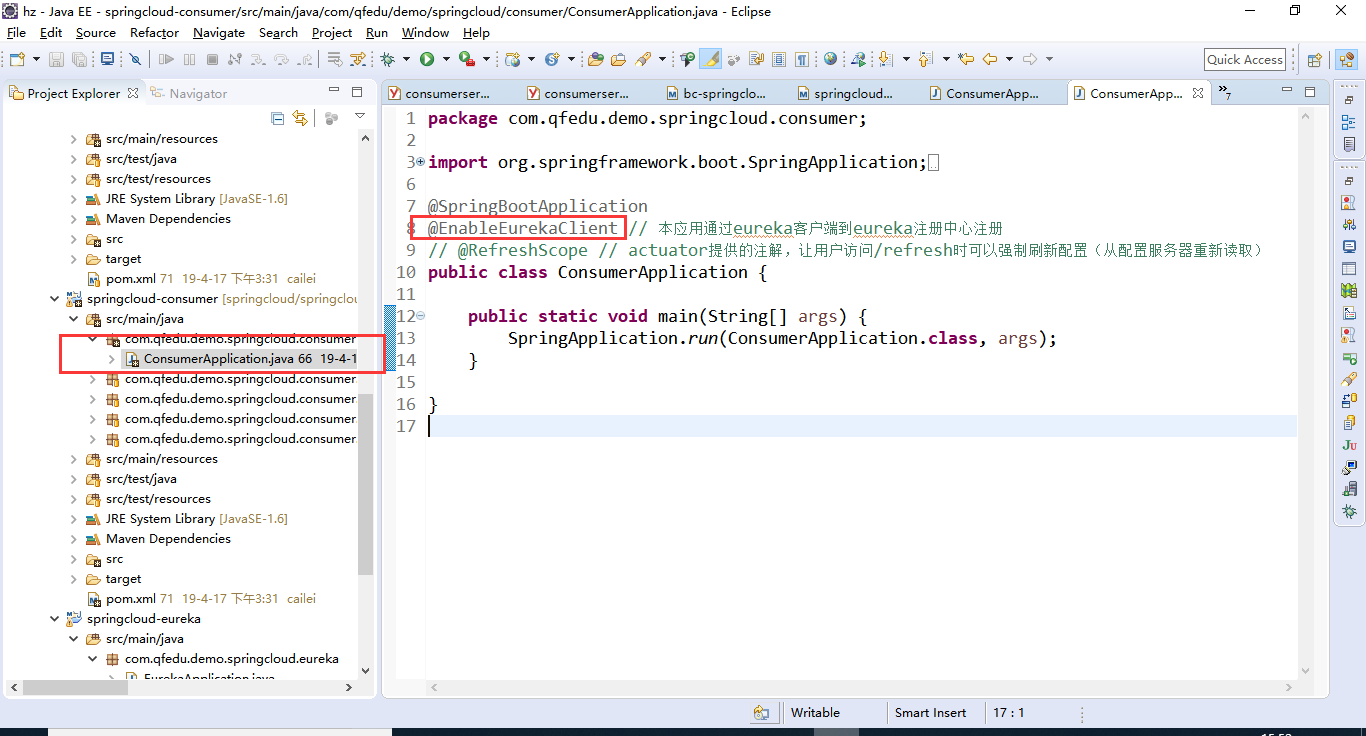 hz - Java EE - springcloud-consumer/src/main/java/com/qfedu/demo/springcloud/consumer/ConsumerApplication.java - Eclipse
File Edit Source Refactor Navigate Search Project Run Window Help
Quick Access
Project Explorer Navigator
src/main/resources
src/test/java
src/test/resources
JRE System Library [JavaSE-1.6]
Maven Dependencies
src
target
pom.xml 71 19-4-17 下午3:31 cailei
springcloud-consumer [springcloud/springclou
src/main/java
com.qfedu.demo.springcloud.consumer
ConsumerApplication.java 66 19-4-1
com.qfedu.demo.springcloud.consumer.
com.qfedu.demo.springcloud.consumer.
com.qfedu.demo.springcloud.consumer.
com.qfedu.demo.springcloud.consumer.
src/main/resources
src/test/java
src/test/resources
JRE System Library [JavaSE-1.6]
Maven Dependencies
src
target
pom.xml 71 19-4-17 下午3:31 cailei
springcloud-eureka
src/main/java
com.qfedu.demo.springcloud.eureka
EurekaApplication.java
consumerser... consumerser... bc-springclo... springcloud... ConsumerApp... ConsumerApp... »7
1 package com.qfedu.demo.springcloud.consumer;
2
3 import org.springframework.boot.SpringApplication;
6
7 @SpringBootApplication
8 @EnableEurekaClient // 本应用通过eureka客户端到eureka注册中心注册
9 // @RefreshScope // actuator提供的注解，让用户访问/refresh时可以强制刷新配置（从配置服务器重新读取）
10 public class ConsumerApplication {
11
12 public static void main(String[] args) {
13 SpringApplication.run(ConsumerApplication.class, args);
14 }
15
16 }
17
Writable Smart Insert 17 : 1